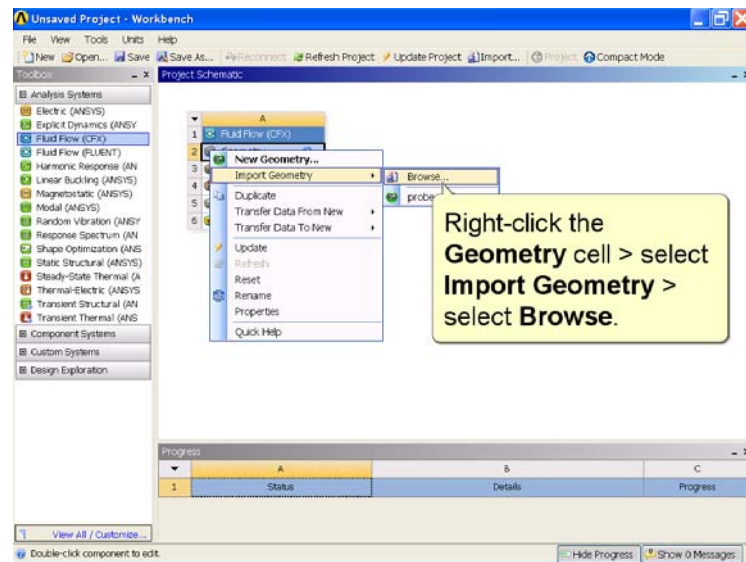 Unsaved Project - Workbench
File View Tools Units Help
New Open... Save Save As... Reconnect Refresh Project Update Project Import... Project Compact Mode
Toolbox
Project Schematic
Analysis Systems
Electric (ANSYS)
Explicit Dynamics (ANSY
Fluid Flow (CFX)
Fluid Flow (FLUENT)
Harmonic Response (AN
Linear Buckling (ANSYS)
Magnetostatic (ANSYS)
Modal (ANSYS)
Random Vibration (ANSY
Response Spectrum (AN
Shape Optimization (ANS
Static Structural (ANSYS)
Steady-State Thermal (A
Thermal-Electric (ANSYS
Transient Structural (AN
Transient Thermal (ANS
Component Systems
Custom Systems
Design Exploration
View All / Customize...
A
1 Fluid Flow (CFX)
2
3
4
5
6
New Geometry...
Import Geometry
Duplicate
Transfer Data From New
Transfer Data To New
Update
Refresh
Reset
Rename
Properties
Quick Help
Browse...
probe
Right-click the
Geometry cell > select
Import Geometry >
select Browse.
Progress
A B C
1 Status Details Progress
Double-click component to edit.
Hide Progress Show 0 Messages